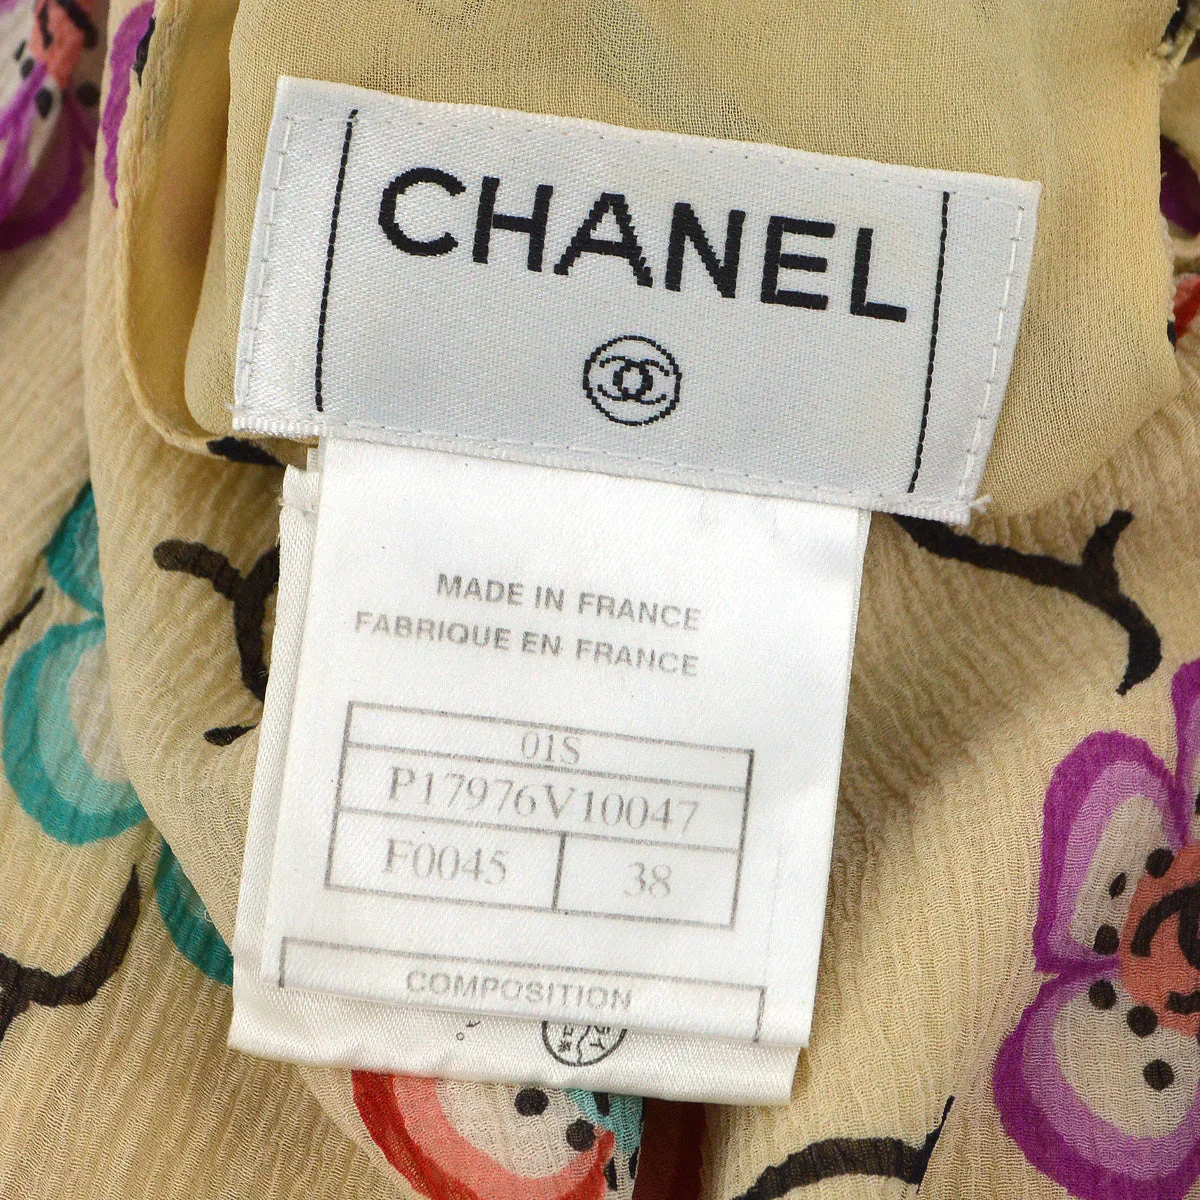 CHANEL
MADE IN FRANCE
FABRIQUE EN FRANCE
01S
P17976V10047
F0045 38
COMPOSITION